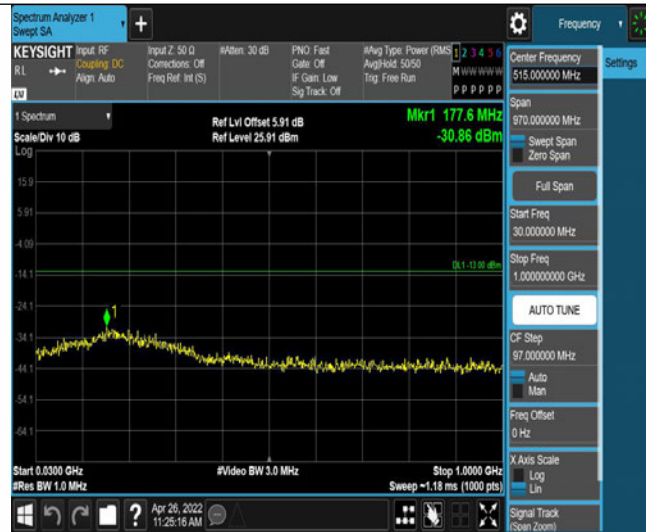 Spectrum Analyzer 1
Swept SA
+
Frequency
KEYSIGHT
Input: RF
Input Z: 50 Ω
#Atten: 30 dB
PNO: Fast
#Avg Type: Power (RMS
1 2 3 4 5 6
RL
Coupling: DC
Corrections: Off
Gate: Off
Avg|Hold: 50/50
M W W W W W
Align: Auto
Freq Ref: Int (S)
IF Gain: Low
Trig: Free Run
Sig Track: Off
P P P P P P
LXI
1 Spectrum
Ref Lvl Offset 5.91 dB
Mkr1 177.6 MHz
Scale/Div 10 dB
Ref Level 25.91 dBm
-30.86 dBm
Log
15.9
5.91
-4.09
DL1 -13.00 dBm
-14.1
-24.1
1
-34.1
-44.1
-54.1
-64.1
Start 0.0300 GHz
#Video BW 3.0 MHz
Stop 1.0000 GHz
#Res BW 1.0 MHz
Sweep ~1.18 ms (1000 pts)
?
Apr 26, 2022
11:25:16 AM
Center Frequency
515.000000 MHz
Settings
Span
970.000000 MHz
Swept Span
Zero Span
Full Span
Start Freq
30.000000 MHz
Stop Freq
1.000000000 GHz
AUTO TUNE
CF Step
97.000000 MHz
Auto
Man
Freq Offset
0 Hz
X Axis Scale
Log
Lin
Signal Track
(Span Zoom)